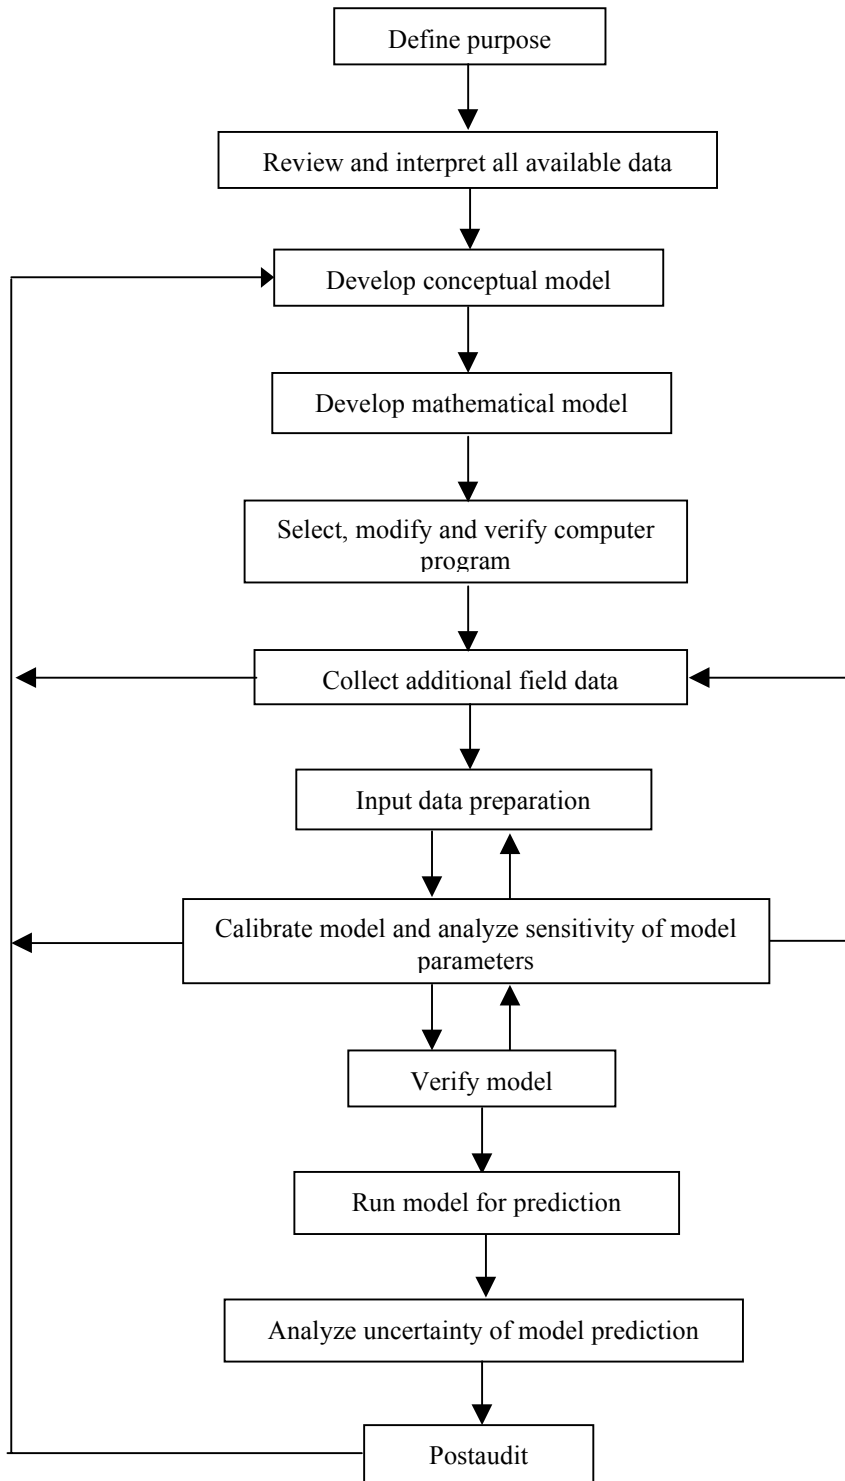 Define purpose
Review and interpret all available data
Develop conceptual model
Develop mathematical model
Select, modify and verify computer
program
Collect additional field data
Input data preparation
Calibrate model and analyze sensitivity of model
parameters
Verify model
Run model for prediction
Analyze uncertainty of model prediction
Postaudit